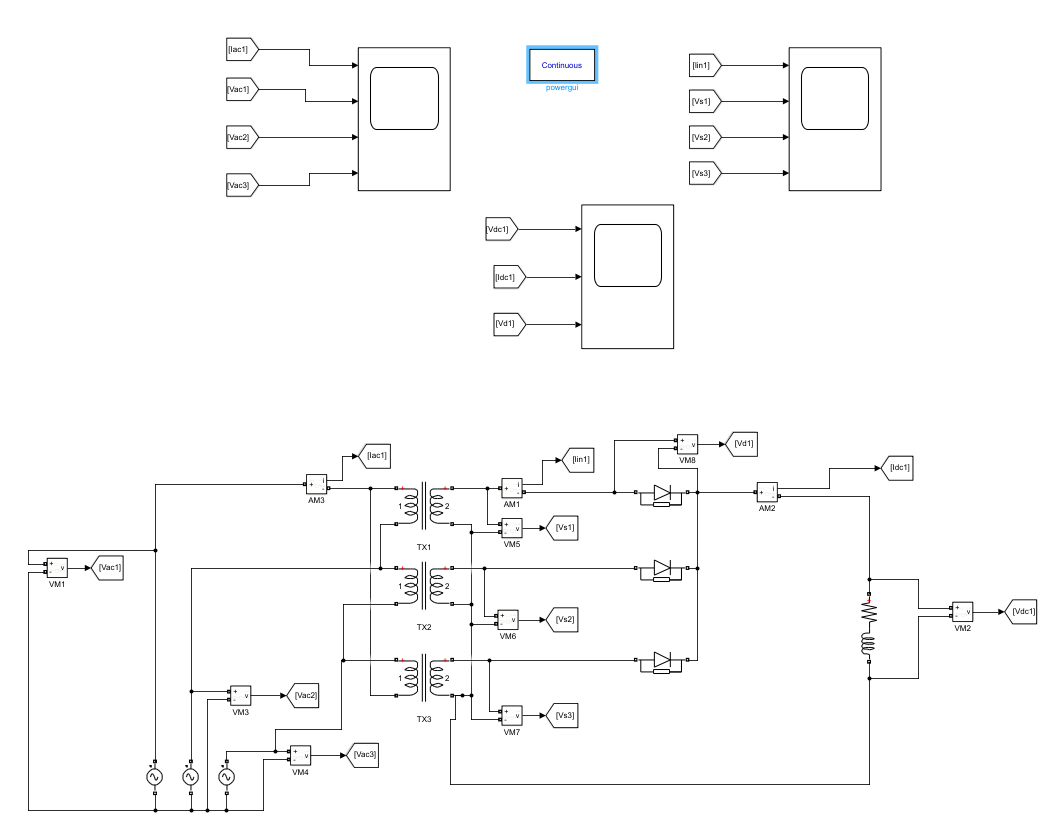 [Iac1]
[Vac1]
[Vac2]
[Vac3]
Continuous
powergui
[Iin1]
[Vs1]
[Vs2]
[Vs3]
[Vdc1]
[Idc1]
[Vd1]
+
-
v
VM8
[Vd1]
[Iac1]
+
i
-
AM3
[Iin1]
+
i
-
AM1
[Idc1]
+
i
-
AM2
+
+
1
2
TX1
+
-
v
VM5
[Vs1]
+
-
v
VM1
[Vac1]
+
+
1
2
TX2
+
-
v
VM6
[Vs2]
+
+
-
v
VM2
[Vdc1]
+
+
1
2
TX3
+
-
v
VM7
[Vs3]
+
-
v
VM3
[Vac2]
+
-
v
VM4
[Vac3]